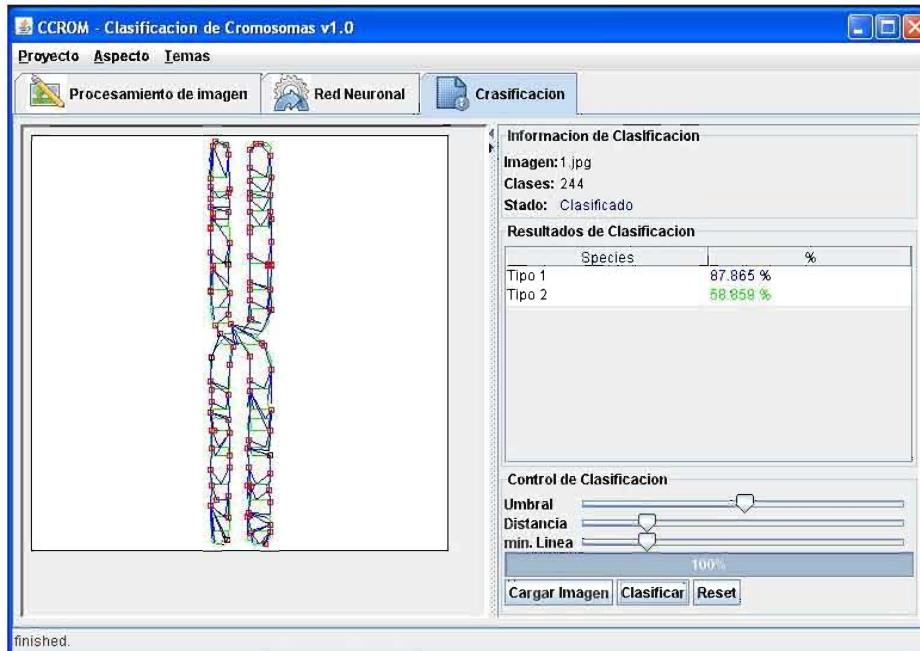 CCROM - Clasificacion de Cromosomas v1.0
Proyecto Aspecto Temas
Procesamiento de imagen Red Neuronal Crasificacion
Informacion de Clasificacion
Imagen: 1.jpg
Clases: 244
Stado: Clasificado
Resultados de Clasificacion
Species %
Tipo 1 87.865 %
Tipo 2 58.859 %
Control de Clasificacion
Umbral
Distancia
min. Linea
100%
Cargar Imagen Clasificar Reset
finished.